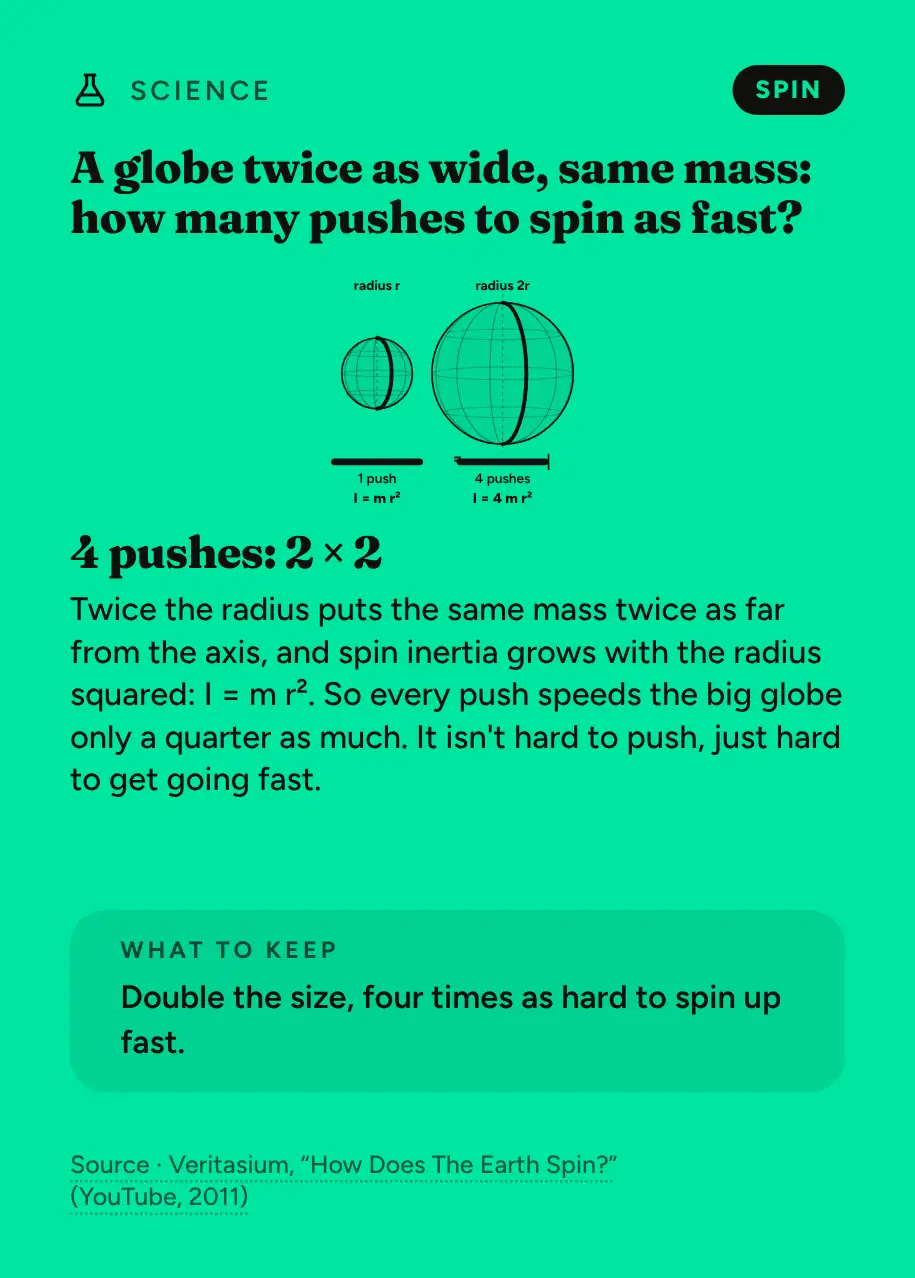 SCIENCE
SPIN
A globe twice as wide, same mass:
how many pushes to spin as fast?
radius r
radius 2r
1 push
4 pushes
I = m r²
I = 4 m r²
4 pushes: 2 × 2
Twice the radius puts the same mass twice as far
from the axis, and spin inertia grows with the radius
squared: I = m r². So every push speeds the big globe
only a quarter as much. It isn't hard to push, just hard
to get going fast.
WHAT TO KEEP
Double the size, four times as hard to spin up
fast.
Source · Veritasium, “How Does The Earth Spin?”
(YouTube, 2011)